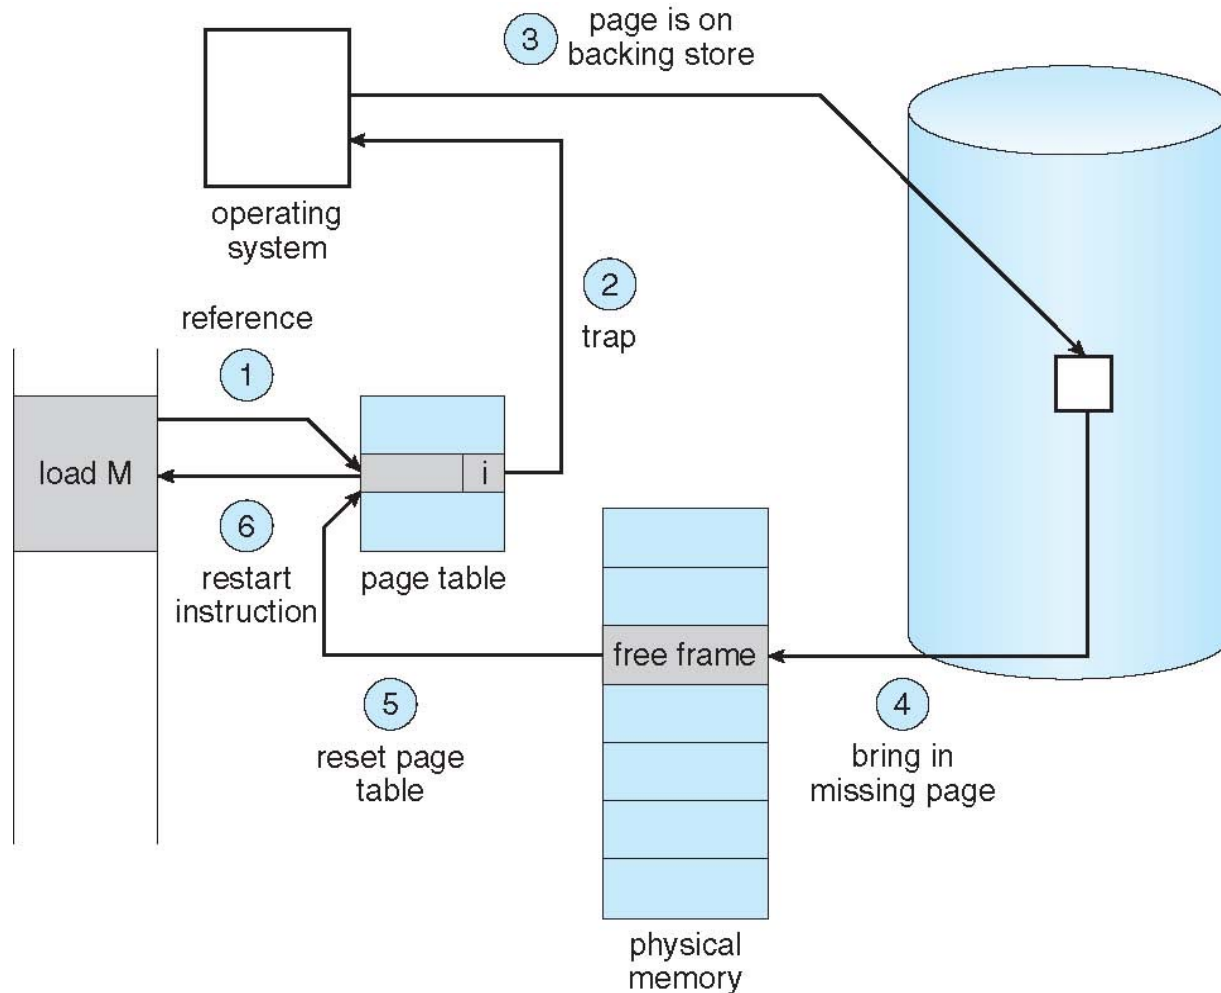 3
page is on
backing store
operating
system
2
trap
reference
1
load M
i
6
restart
instruction
page table
free frame
5
reset page
table
4
bring in
missing page
physical
memory